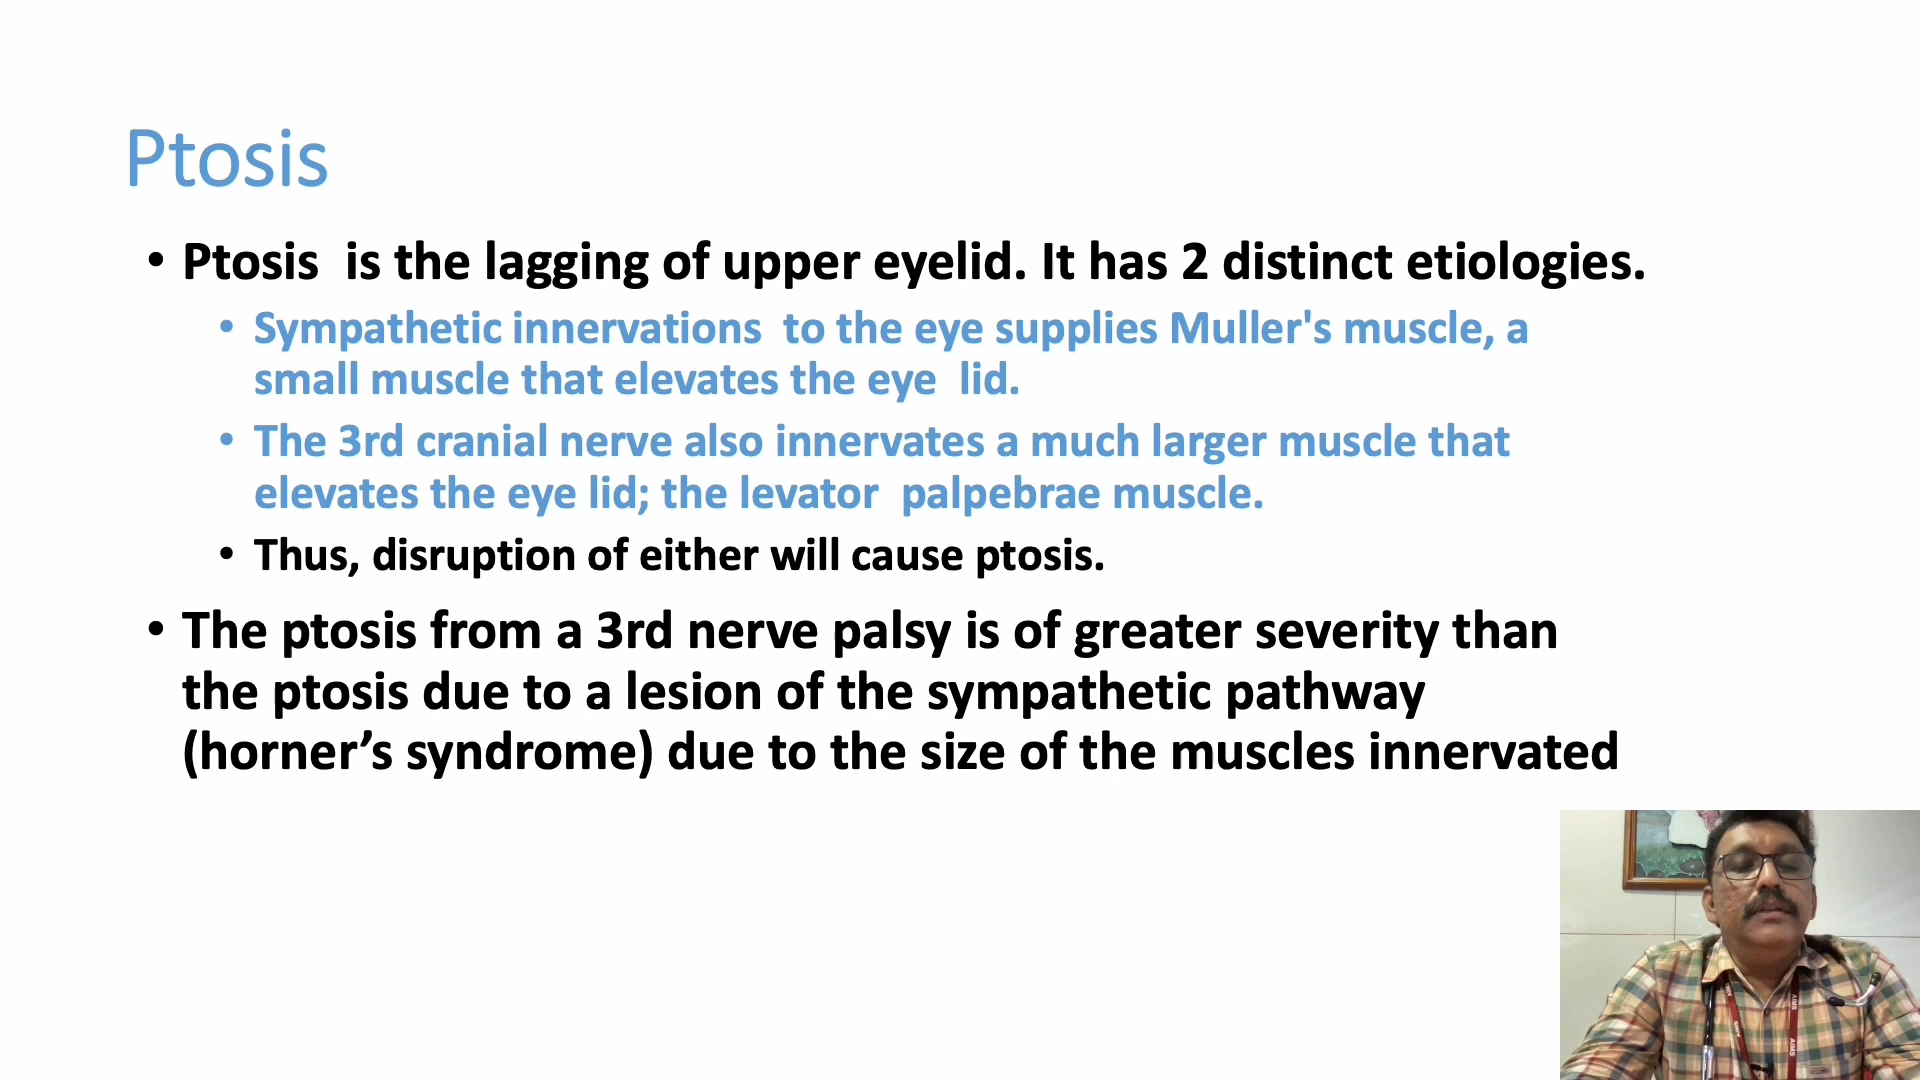 Ptosis
• Ptosis is the lagging of upper eyelid. It has 2 distinct etiologies.
• Sympathetic innervations to the eye supplies Muller's muscle, a
small muscle that elevates the eye lid.
• The 3rd cranial nerve also innervates a much larger muscle that
elevates the eye lid; the levator palpebrae muscle.
• Thus, disruption of either will cause ptosis.
• The ptosis from a 3rd nerve palsy is of greater severity than
the ptosis due to a lesion of the sympathetic pathway
(horner’s syndrome) due to the size of the muscles innervated
AIMS